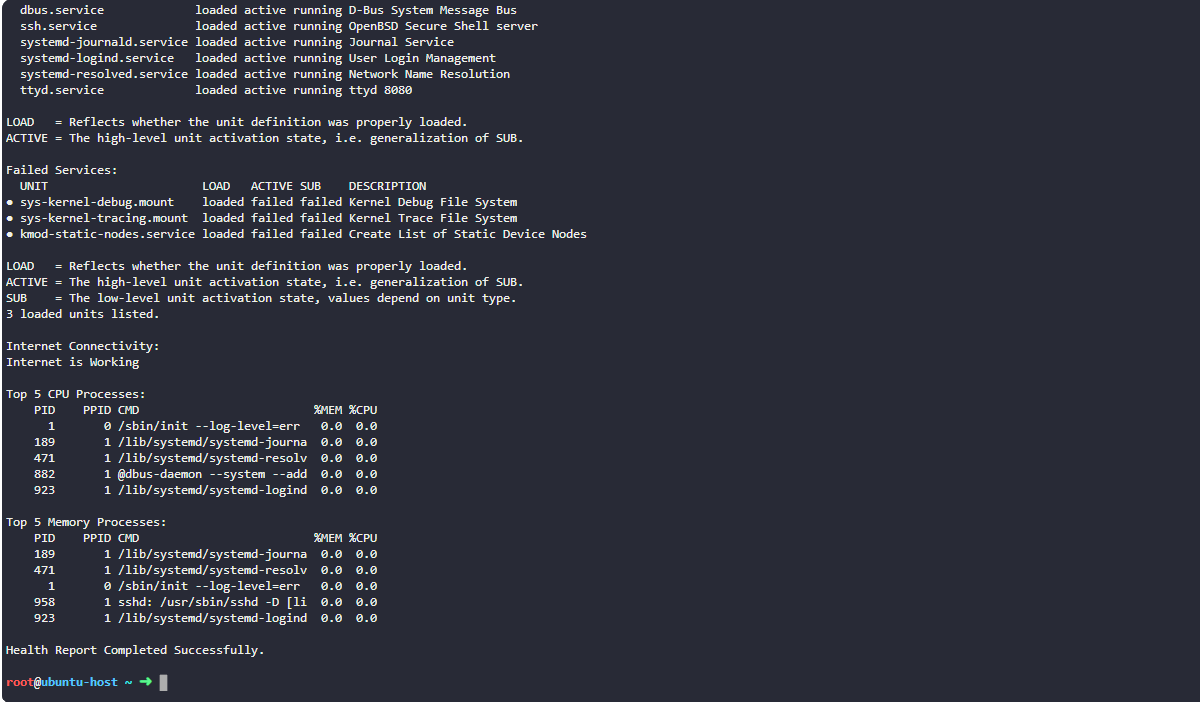 dbus.service             loaded active running D-Bus System Message Bus
ssh.service              loaded active running OpenBSD Secure Shell server
systemd-journald.service loaded active running Journal Service
systemd-logind.service   loaded active running User Login Management
systemd-resolved.service loaded active running Network Name Resolution
ttyd.service             loaded active running ttyd 8080
LOAD   = Reflects whether the unit definition was properly loaded.
ACTIVE = The high-level unit activation state, i.e. generalization of SUB.
Failed Services:
  UNIT                      LOAD   ACTIVE SUB    DESCRIPTION
● sys-kernel-debug.mount    loaded failed failed Kernel Debug File System
● sys-kernel-tracing.mount  loaded failed failed Kernel Trace File System
● kmod-static-nodes.service loaded failed failed Create List of Static Device Nodes
LOAD   = Reflects whether the unit definition was properly loaded.
ACTIVE = The high-level unit activation state, i.e. generalization of SUB.
SUB    = The low-level unit activation state, values depend on unit type.
3 loaded units listed.
Internet Connectivity:
Internet is Working
Top 5 CPU Processes:
    PID    PPID CMD                         %MEM %CPU
      1       0 /sbin/init --log-level=err   0.0  0.0
    189       1 /lib/systemd/systemd-journa  0.0  0.0
    471       1 /lib/systemd/systemd-resolv  0.0  0.0
    882       1 @dbus-daemon --system --add  0.0  0.0
    923       1 /lib/systemd/systemd-logind  0.0  0.0
Top 5 Memory Processes:
    PID    PPID CMD                         %MEM %CPU
    189       1 /lib/systemd/systemd-journa  0.0  0.0
    471       1 /lib/systemd/systemd-resolv  0.0  0.0
      1       0 /sbin/init --log-level=err   0.0  0.0
    958       1 sshd: /usr/sbin/sshd -D [li  0.0  0.0
    923       1 /lib/systemd/systemd-logind  0.0  0.0
Health Report Completed Successfully.
root@ubuntu-host ~ ➜